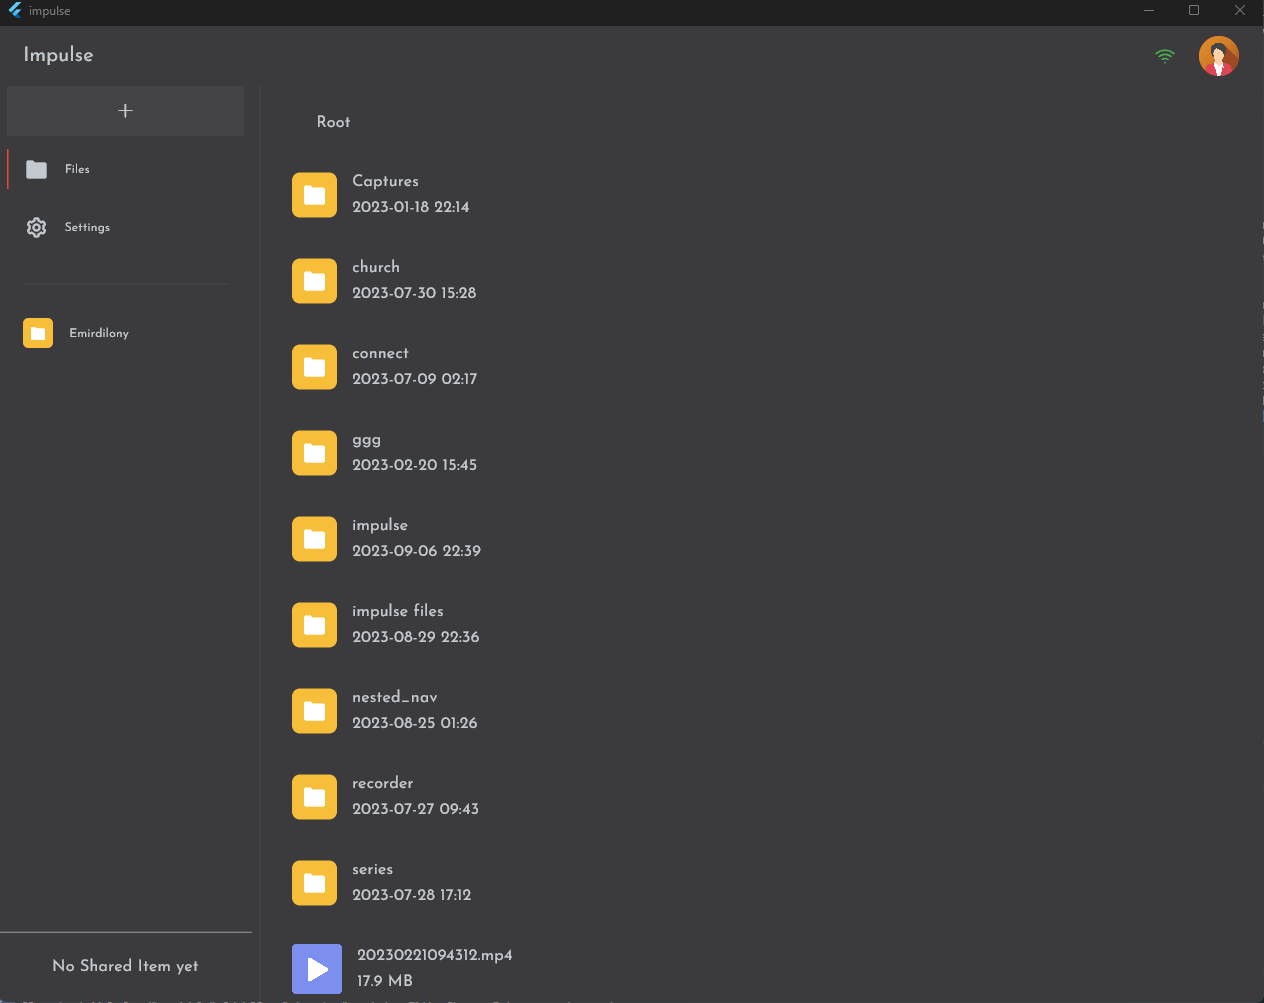 impulse
Impulse
+
Files
Settings
Emirdilony
No Shared Item yet
Root
Captures
2023-01-18 22:14
church
2023-07-30 15:28
connect
2023-07-09 02:17
ggg
2023-02-20 15:45
impulse
2023-09-06 22:39
impulse files
2023-08-29 22:36
nested_nav
2023-08-25 01:26
recorder
2023-07-27 09:43
series
2023-07-28 17:12
20230221094312.mp4
17.9 MB